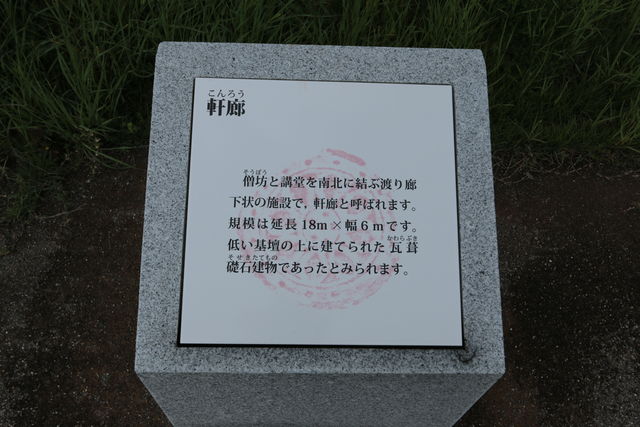 こんろう
軒廊
そうぼう
僧坊と講堂を南北に結ぶ渡り廊
下状の施設で，軒廊と呼ばれます。
規模は延長 18m × 幅 6 m です。
かわらぶき
低い基壇の上に建てられた 瓦葺
そせきたてもの
礎石建物であったとみられます。